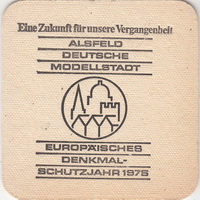 Eine Zukunft für unsere Vergangenheit
ALSFELD
DEUTSCHE
MODELLSTADT
EUROPÄISCHES
DENKMAL-
SCHUTZJAHR 1975